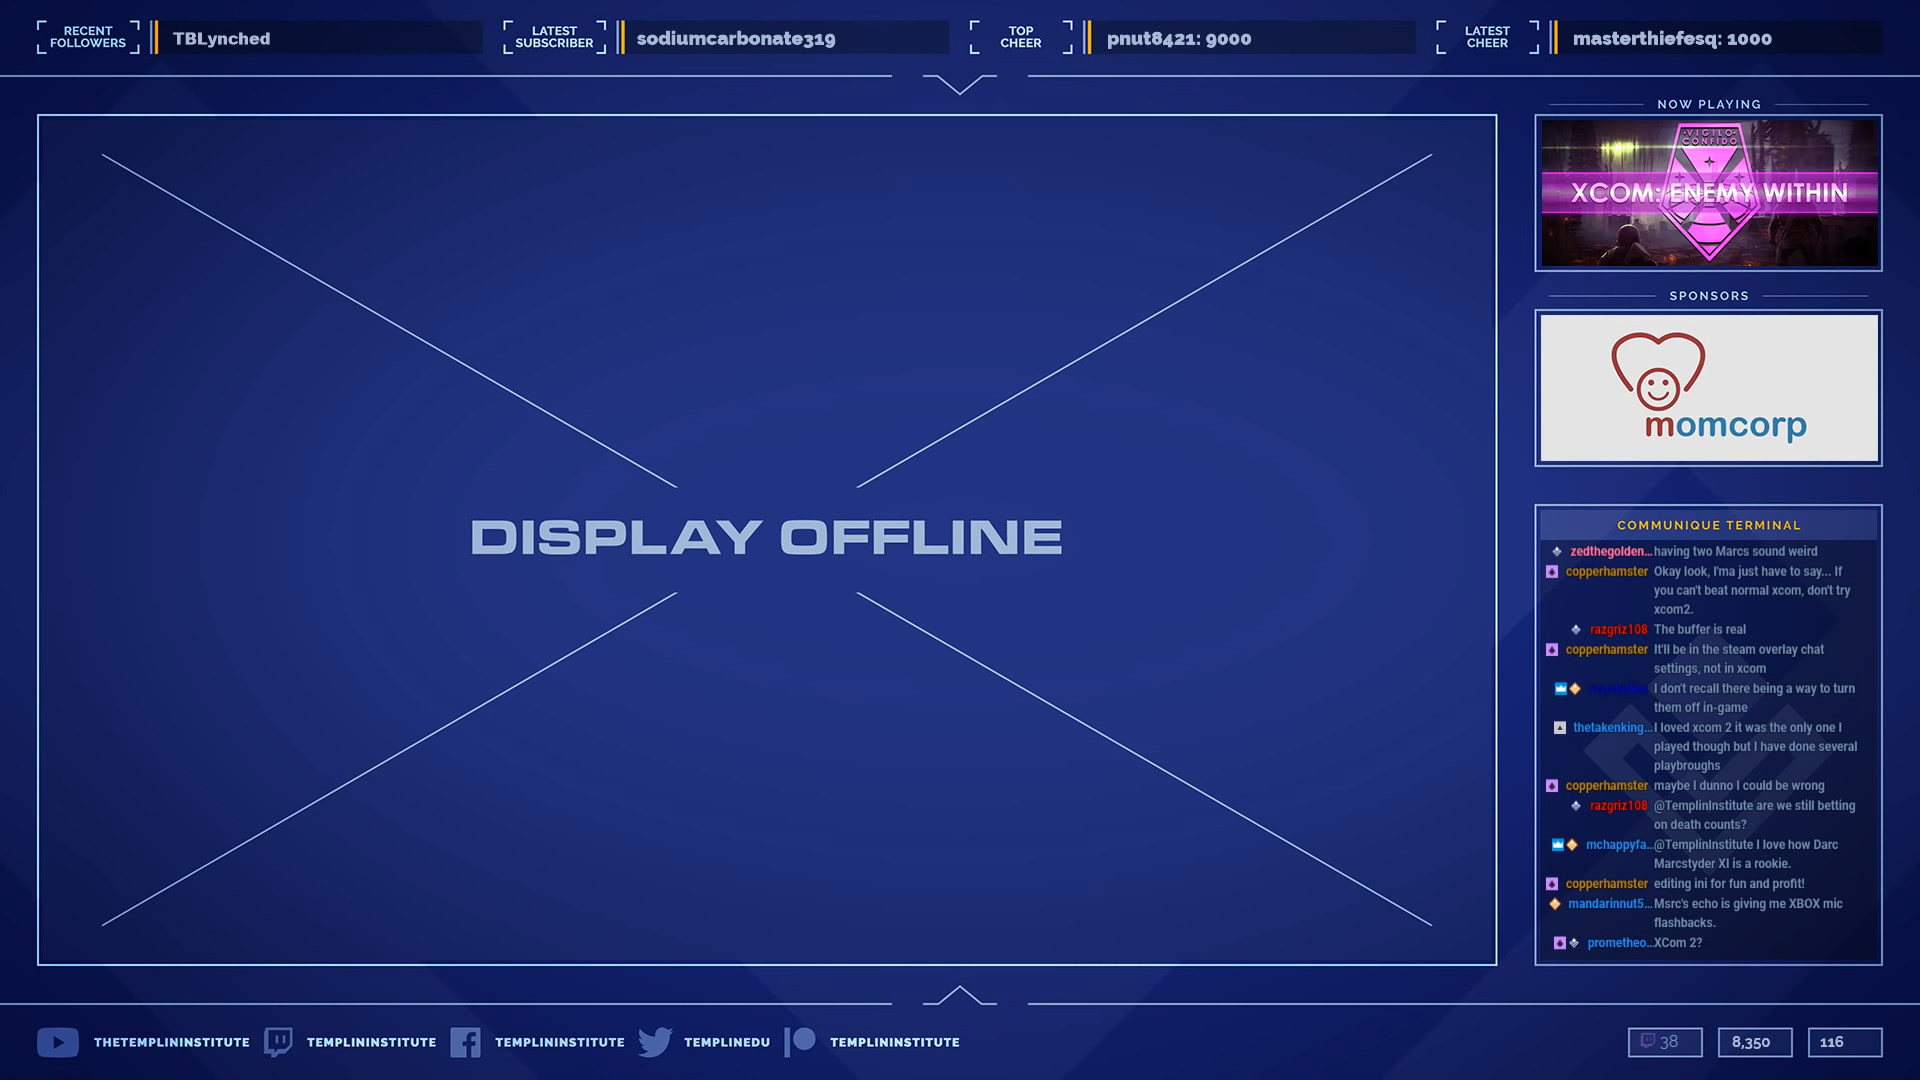 RECENT
FOLLOWERS
TBLynched
LATEST
SUBSCRIBER
sodiumcarbonate319
TOP
CHEER
pnut8421: 9000
LATEST
CHEER
masterthiefesq: 1000
NOW PLAYING
VIGILO
CONFIDO
XCOM: ENEMY WITHIN
SPONSORS
momcorp
DISPLAY OFFLINE
COMMUNIQUE TERMINAL
zedthegolden... having two Marcs sound weird
copperhamster Okay look, I'ma just have to say... If
you can't beat normal xcom, don't try
xcom2.
razgriz108 The buffer is real
copperhamster It'll be in the steam overlay chat
settings, not in xcom
I don't recall there being a way to turn
them off in-game
thetakenking... I loved xcom 2 it was the only one I
played though but I have done several
playbroughs
copperhamster maybe I dunno I could be wrong
razgriz108 @TemplinInstitute are we still betting
on death counts?
mchappyfa... @TemplinInstitute I love how Darc
Marcstyder XI is a rookie.
copperhamster editing ini for fun and profit!
mandarinnut5... Msrc's echo is giving me XBOX mic
flashbacks.
prometheo... XCom 2?
THETEMPLININSTITUTE
TEMPLININSTITUTE
TEMPLININSTITUTE
TEMPLINEDU
TEMPLININSTITUTE
38
8,350
116